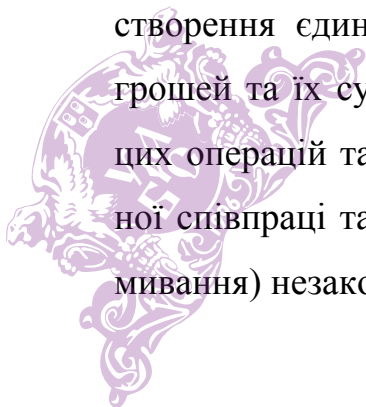 створення єдин
грошей та їх су
цих операцій та
ної співпраці та
мивання) незако